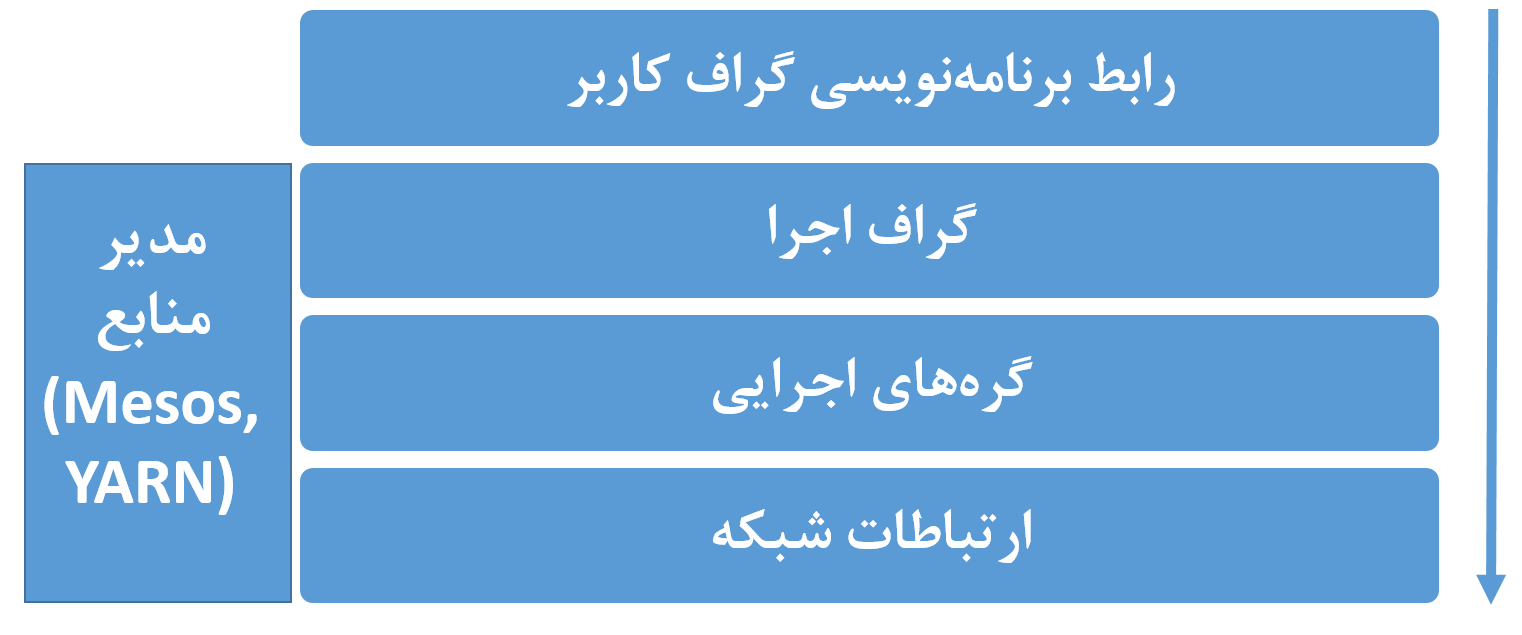 رابط برنامه‌نویسی گراف کاربر
گراف اجرا
گره‌های اجرایی
ارتباطات شبکه
مدیر
منابع
(Mesos,
YARN)